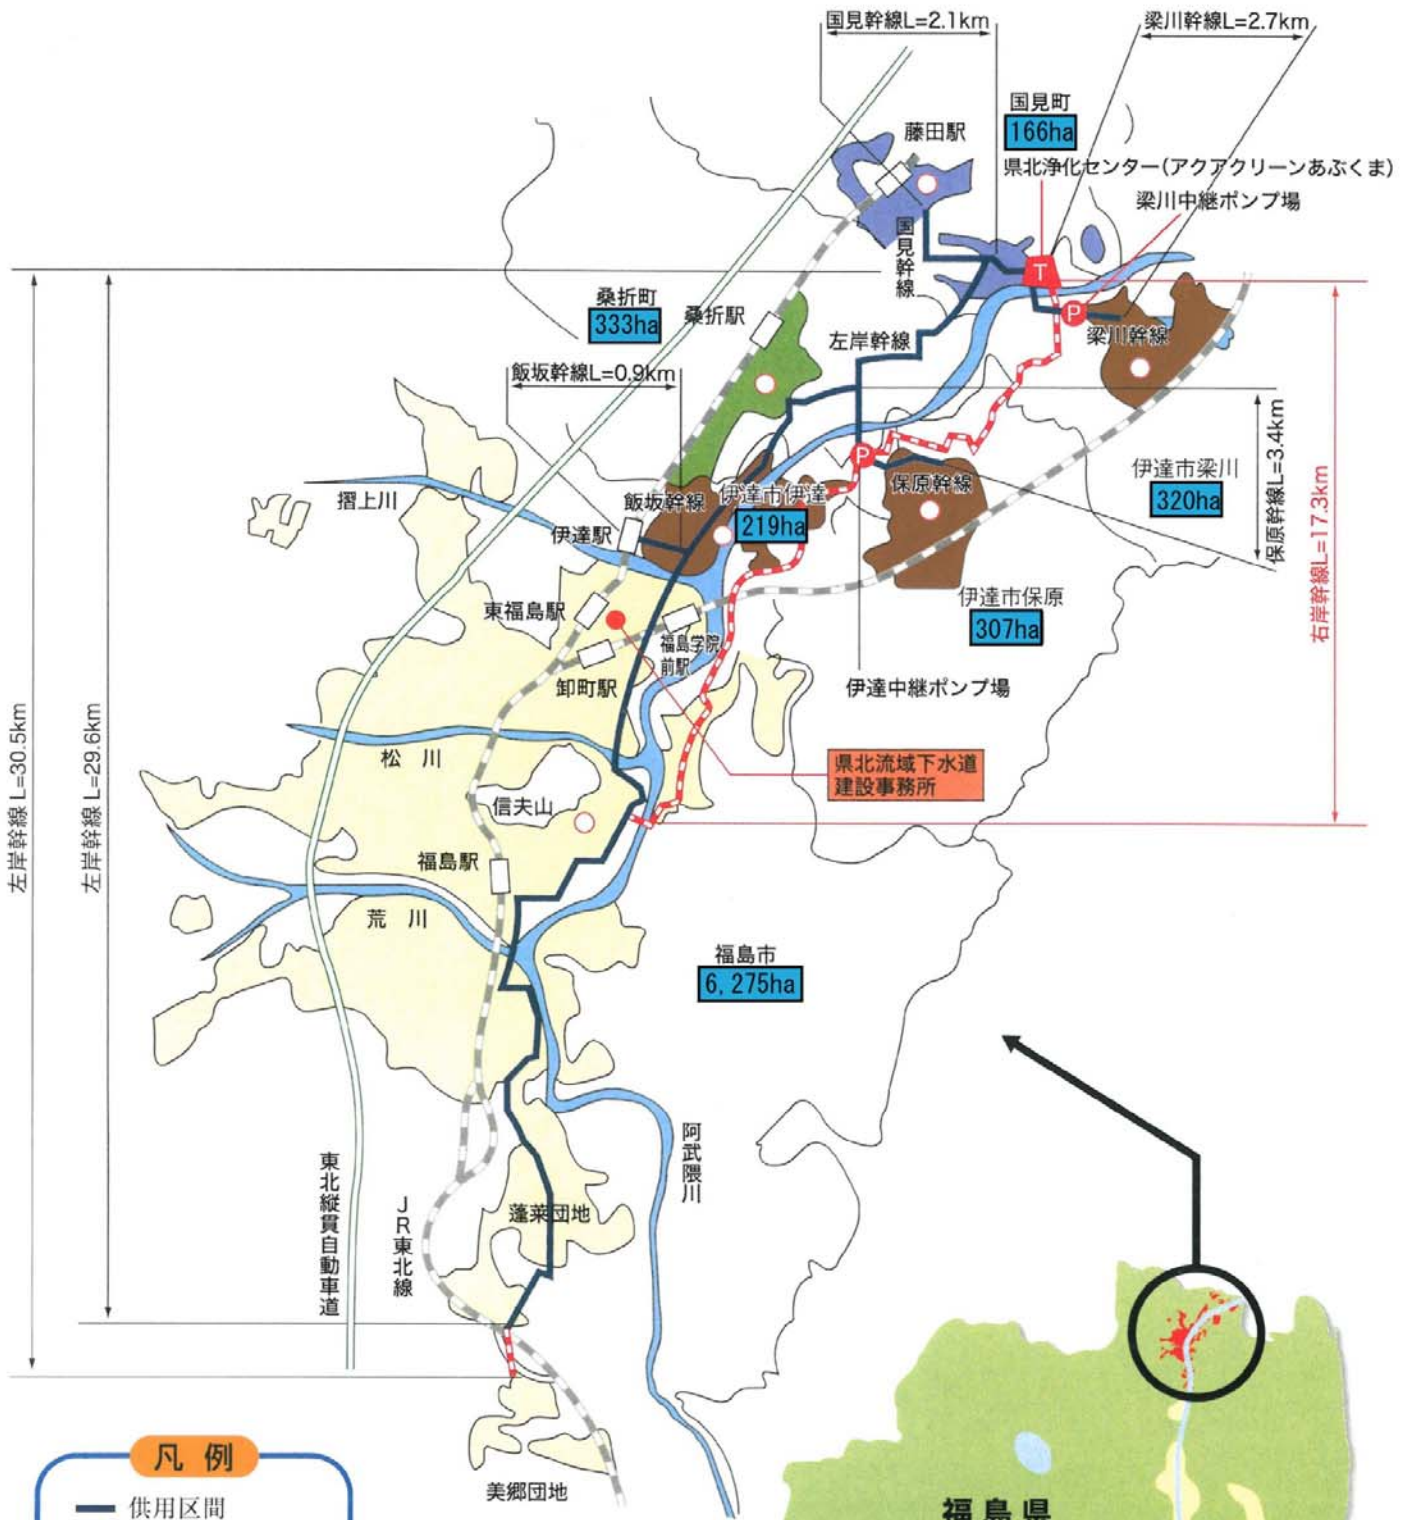 国見幹線L=2.1km
梁川幹線L=2.7km
国見町
166ha
藤田駅
県北浄化センター(アクアクリーンあぶくま)
梁川中継ポンプ場
国見幹線
T
P
梁川幹線
桑折町
333ha
桑折駅
左岸幹線
飯坂幹線L=0.9km
保原幹線L=3.4km
右岸幹線L=17.3km
P
保原幹線
伊達市梁川
320ha
摺上川
飯坂幹線
伊達市伊達
219ha
伊達駅
東福島駅
福島学院
前駅
卸町駅
伊達市保原
307ha
伊達中継ポンプ場
左岸幹線 L=30.5km
左岸幹線 L=29.6km
松 川
県北流域下水道
建設事務所
信夫山
福島駅
荒 川
福島市
6,275ha
阿武隈川
東北縦貫自動車道
JR東北線
蓬莱団地
美郷団地
凡 例
供用区間
福島県